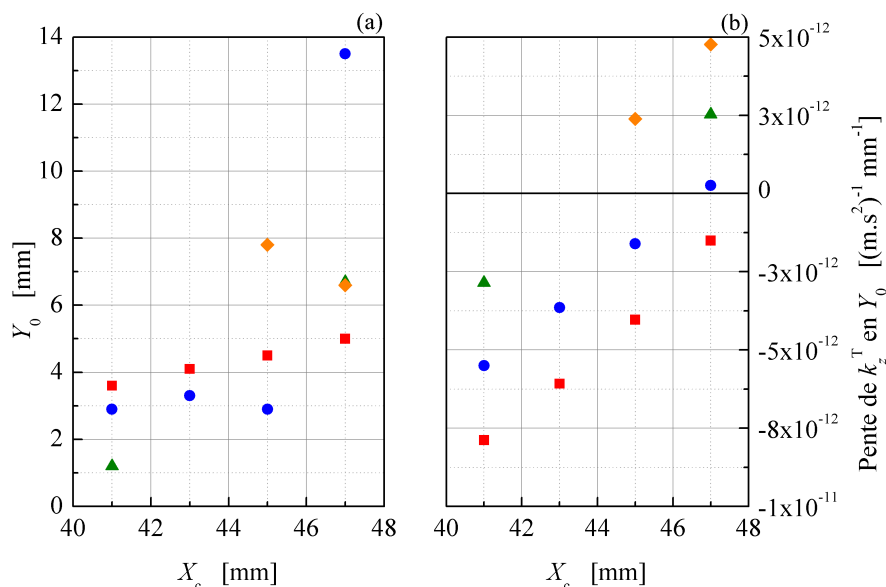 (a)
(b)
14
12
10
8
6
4
2
0
Y0 [mm]
40
42
44
46
48
Xc [mm]
5x10-12
3x10-12
0
-3x10-12
-5x10-12
-8x10-12
-1x10-11
Pente de kzT en Y0 [(m.s2)-1 mm-1]
40
42
44
46
48
Xc [mm]